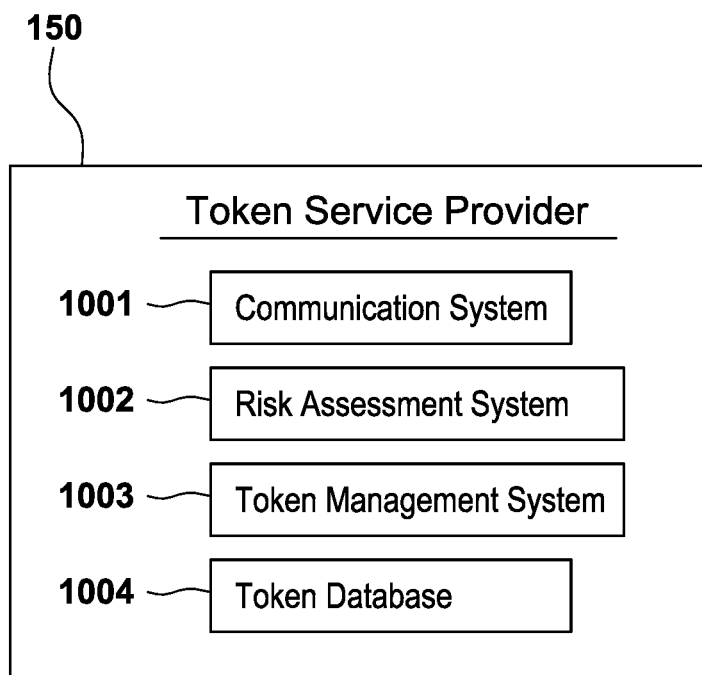 150
Token Service Provider
1001 Communication System
1002 Risk Assessment System
1003 Token Management System
1004 Token Database